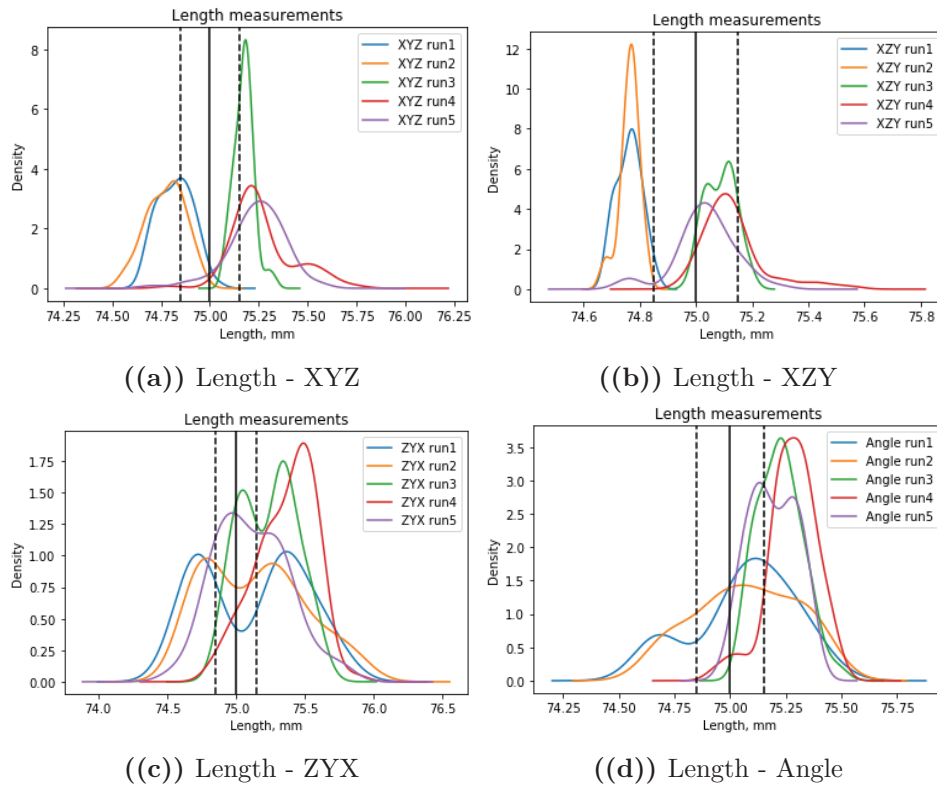 Length measurements
8
6
4
2
0
Density
XYZ run1
XYZ run2
XYZ run3
XYZ run4
XYZ run5
74.25 74.50 74.75 75.00 75.25 75.50 75.75 76.00 76.25
Length, mm
((a)) Length - XYZ
Length measurements
12
10
8
6
4
2
0
Density
XZY run1
XZY run2
XZY run3
XZY run4
XZY run5
74.6 74.8 75.0 75.2 75.4 75.6 75.8
Length, mm
((b)) Length - XZY
Length measurements
1.75
1.50
1.25
1.00
0.75
0.50
0.25
0.00
Density
ZYX run1
ZYX run2
ZYX run3
ZYX run4
ZYX run5
74.0 74.5 75.0 75.5 76.0 76.5
Length, mm
((c)) Length - ZYX
Length measurements
3.5
3.0
2.5
2.0
1.5
1.0
0.5
0.0
Density
Angle run1
Angle run2
Angle run3
Angle run4
Angle run5
74.25 74.50 74.75 75.00 75.25 75.50 75.75
Length, mm
((d)) Length - Angle